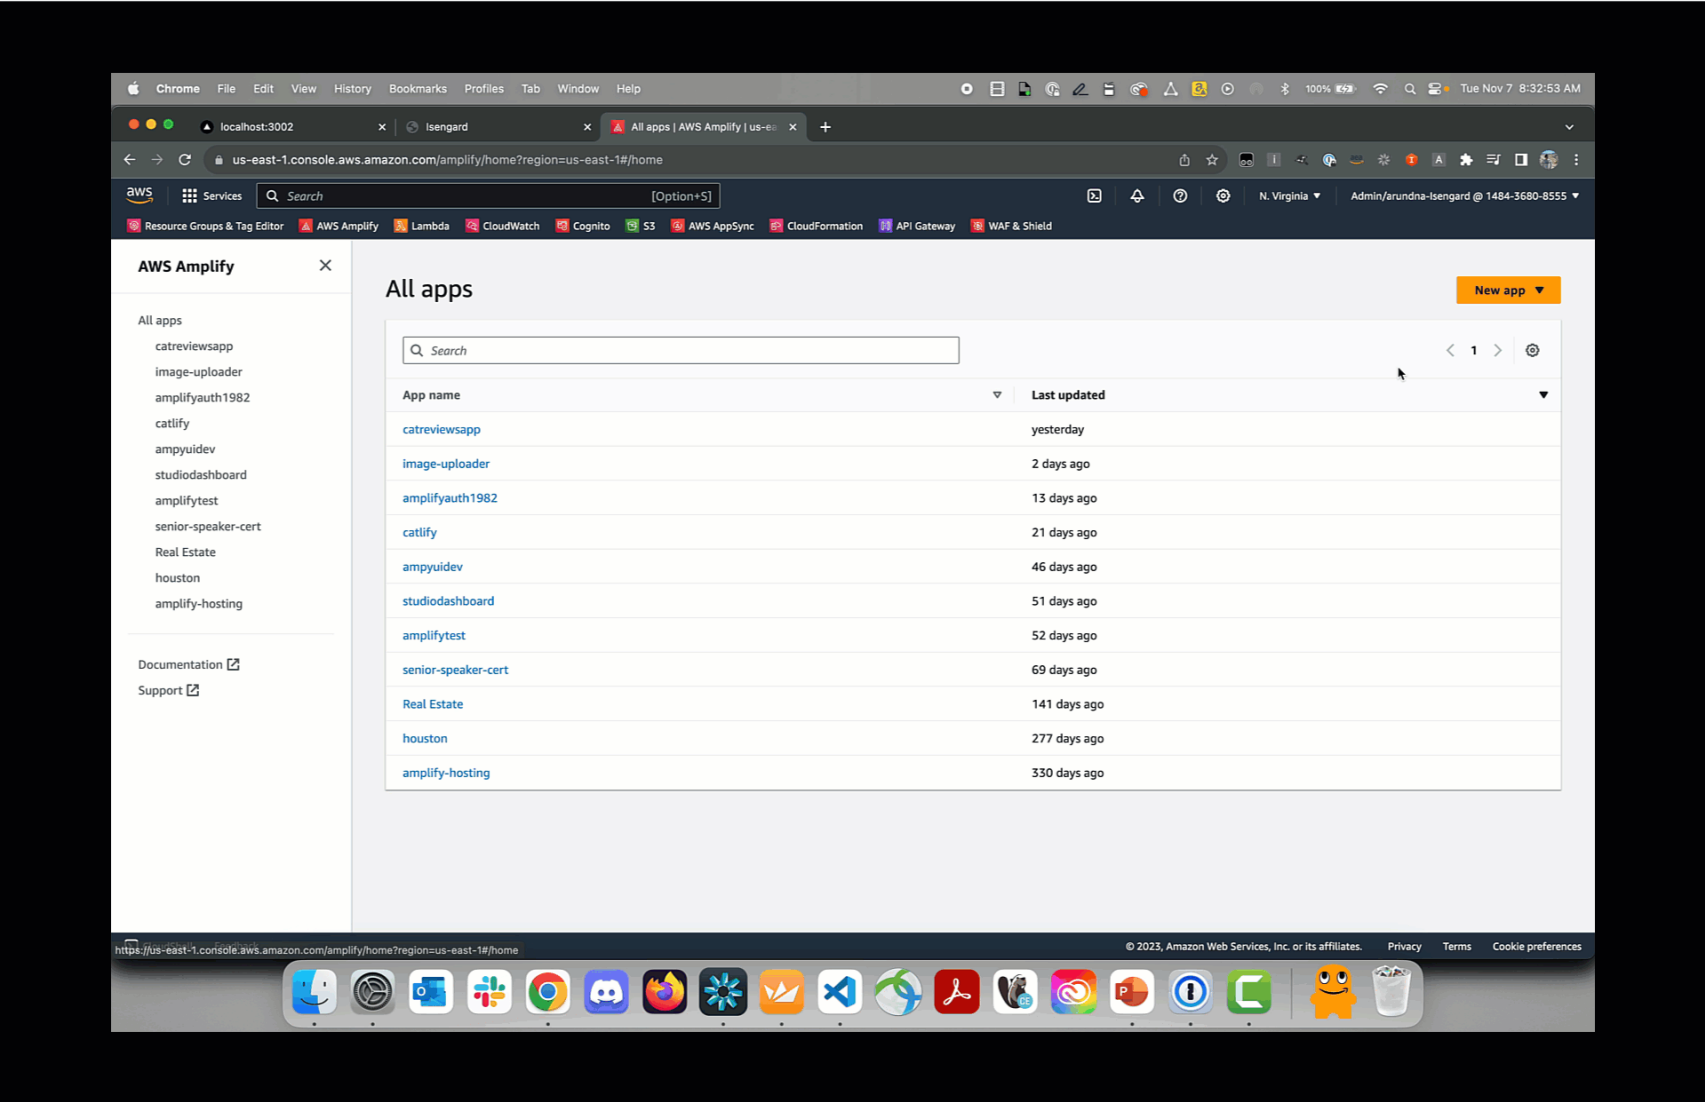 Chrome File Edit View History Bookmarks Profiles Tab Window Help 100% Tue Nov 7 8:32:53 AM
localhost:3002 Isengard All apps | AWS Amplify | us-ea
us-east-1.console.aws.amazon.com/amplify/home?region=us-east-1#/home
aws Services Search [Option+S] N. Virginia Admin/arundna-Isengard @ 1484-3680-8555
Resource Groups & Tag Editor AWS Amplify Lambda CloudWatch Cognito S3 AWS AppSync CloudFormation API Gateway WAF & Shield
AWS Amplify
All apps
catreviewsapp
image-uploader
amplifyauth1982
catlify
ampyuidev
studiodashboard
amplifytest
senior-speaker-cert
Real Estate
houston
amplify-hosting
Documentation
Support
All apps
New app
Search
1
App name Last updated
catreviewsapp yesterday
image-uploader 2 days ago
amplifyauth1982 13 days ago
catlify 21 days ago
ampyuidev 46 days ago
studiodashboard 51 days ago
amplifytest 52 days ago
senior-speaker-cert 69 days ago
Real Estate 141 days ago
houston 277 days ago
amplify-hosting 330 days ago
https://us-east-1.console.aws.amazon.com/amplify/home?region=us-east-1#/home
© 2023, Amazon Web Services, Inc. or its affiliates. Privacy Terms Cookie preferences